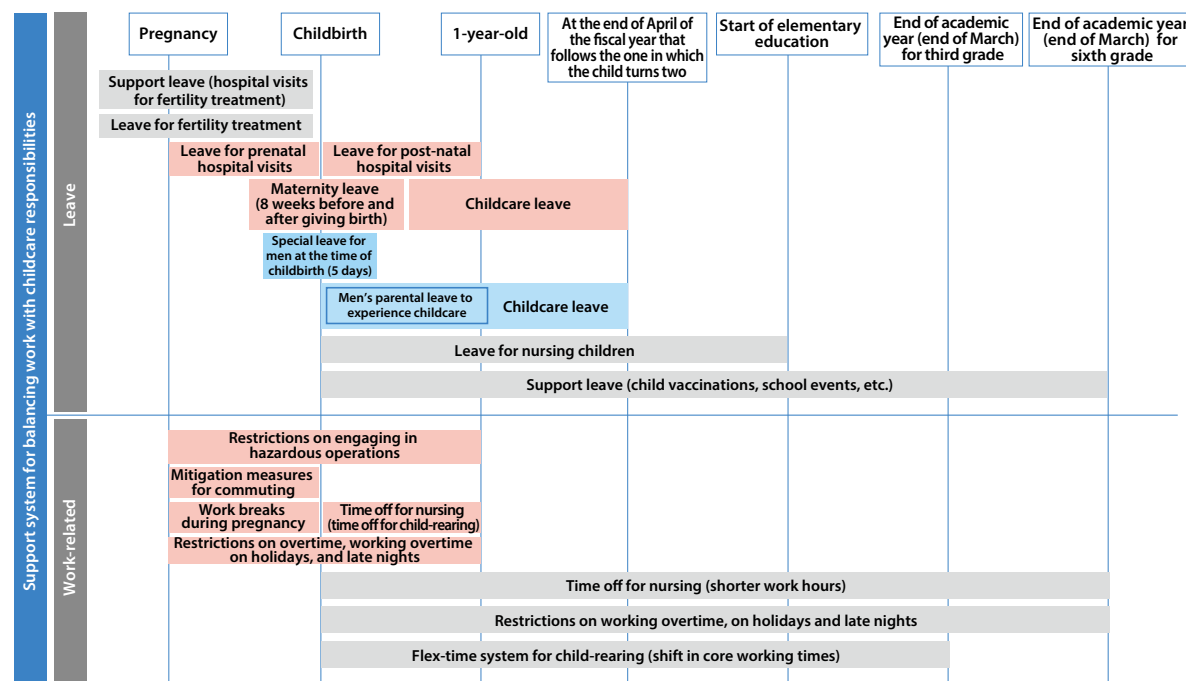 Pregnancy
Childbirth
1-year-old
At the end of April of
the fiscal year that
follows the one in which
the child turns two
Start of elementary
education
End of academic
year (end of March)
for third grade
End of academic year
(end of March) for
sixth grade
Support system for balancing work with childcare responsibilities
Leave
Support leave (hospital visits
for fertility treatment)
Leave for fertility treatment
Leave for prenatal
hospital visits
Leave for post-natal
hospital visits
Maternity leave
(8 weeks before and
after giving birth)
Childcare leave
Special leave for
men at the time of
childbirth (5 days)
Men's parental leave to
experience childcare
Childcare leave
Leave for nursing children
Support leave (child vaccinations, school events, etc.)
Work-related
Restrictions on engaging in
hazardous operations
Mitigation measures
for commuting
Work breaks
during pregnancy
Time off for nursing
(time off for child-rearing)
Restrictions on overtime, working overtime
on holidays, and late nights
Time off for nursing (shorter work hours)
Restrictions on working overtime, on holidays and late nights
Flex-time system for child-rearing (shift in core working times)